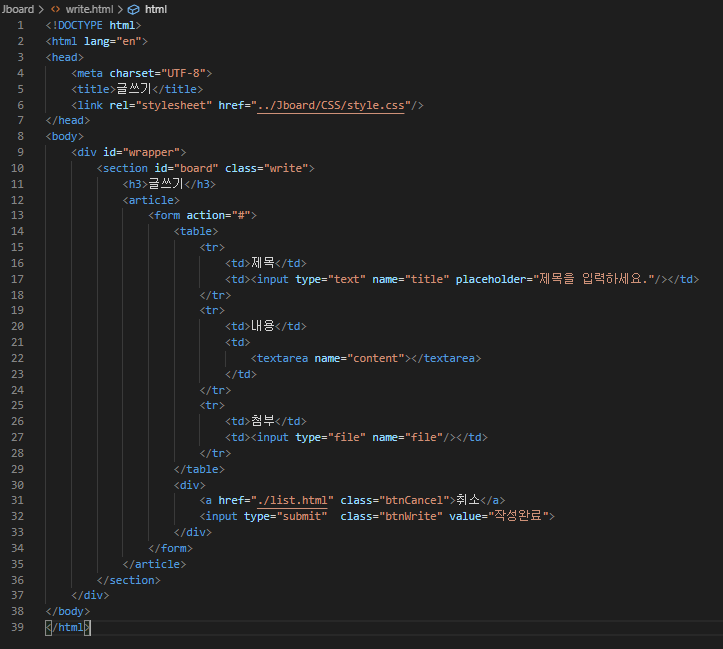 Jboard > <> write.html > html
1 <!DOCTYPE html>
2 <html lang="en">
3 <head>
4 <meta charset="UTF-8">
5 <title>글쓰기</title>
6 <link rel="stylesheet" href="../Jboard/CSS/style.css"/>
7 </head>
8 <body>
9 <div id="wrapper">
10 <section id="board" class="write">
11 <h3>글쓰기</h3>
12 <article>
13 <form action="#">
14 <table>
15 <tr>
16 <td>제목</td>
17 <td><input type="text" name="title" placeholder="제목을 입력하세요."/></td>
18 </tr>
19 <tr>
20 <td>내용</td>
21 <td>
22 <textarea name="content"></textarea>
23 </td>
24 </tr>
25 <tr>
26 <td>첨부</td>
27 <td><input type="file" name="file"/></td>
28 </tr>
29 </table>
30 <div>
31 <a href="./list.html" class="btnCancel">취소</a>
32 <input type="submit"  class="btnWrite" value="작성완료">
33 </div>
34 </form>
35 </article>
36 </section>
37 </div>
38 </body>
39 </html>